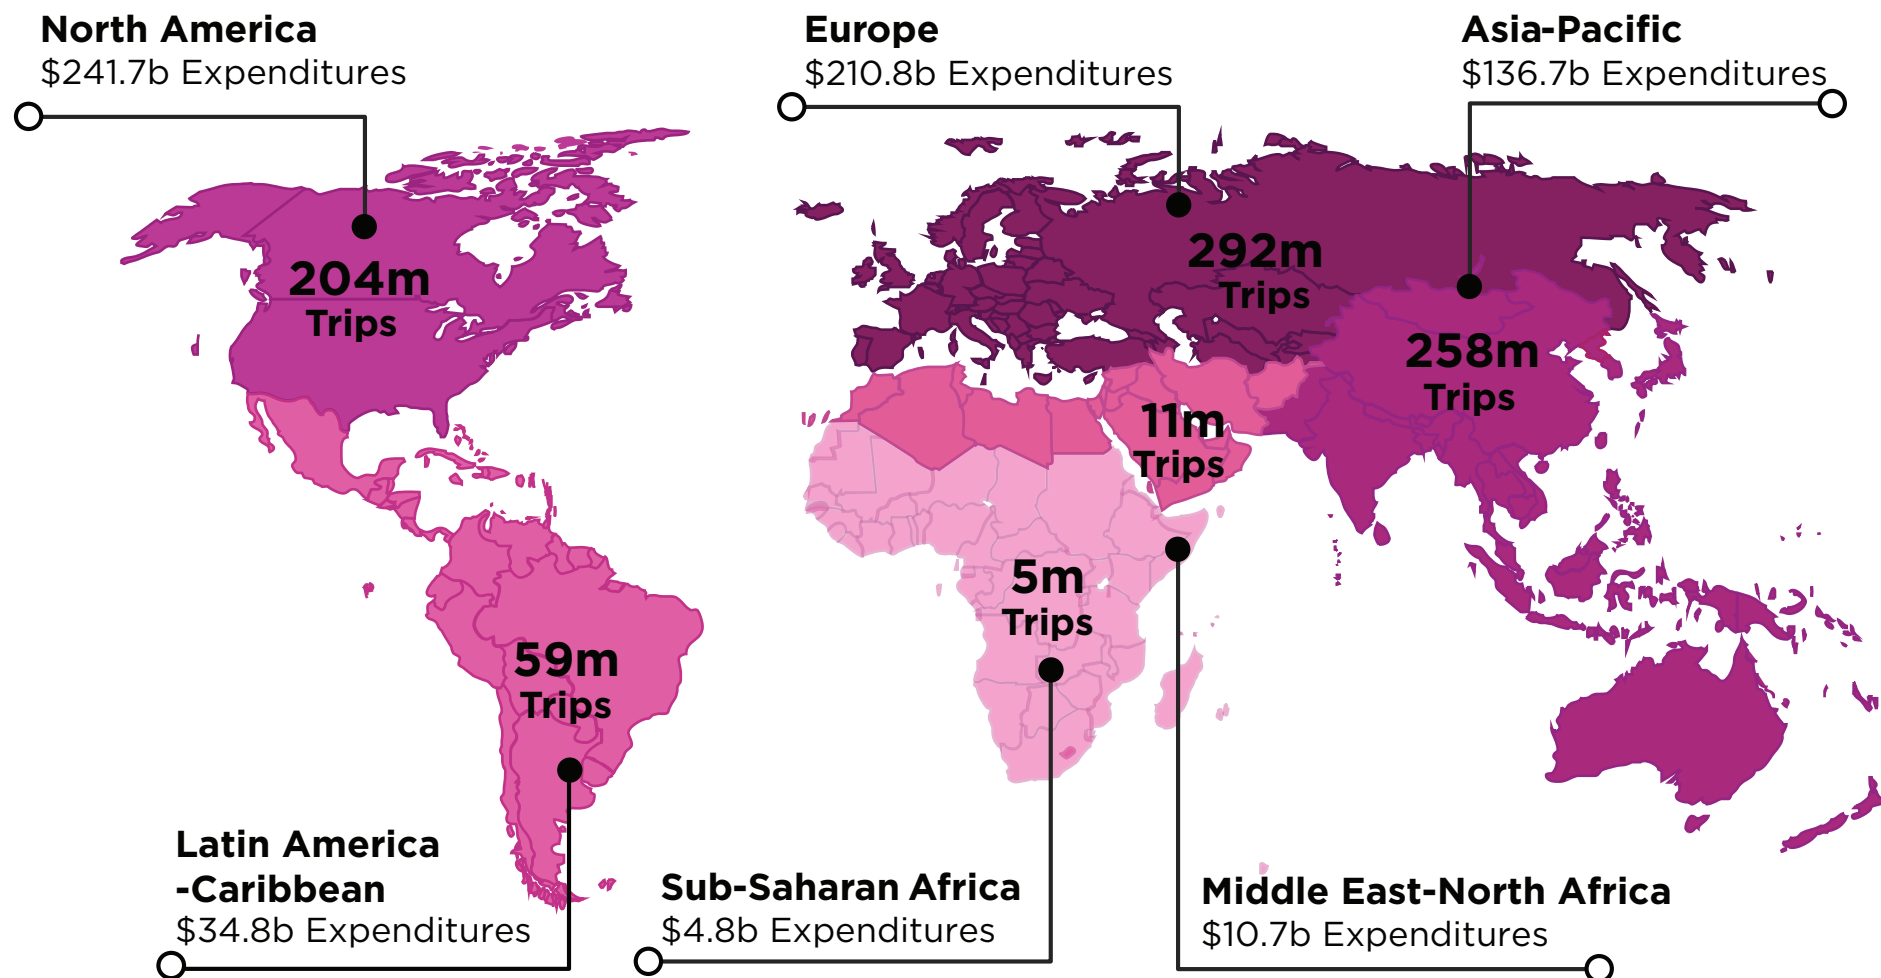 North America
$241.7b Expenditures
Europe
$210.8b Expenditures
Asia-Pacific
$136.7b Expenditures
204m
Trips
292m
Trips
258m
Trips
11m
Trips
5m
Trips
59m
Trips
Latin America
-Caribbean
$34.8b Expenditures
Sub-Saharan Africa
$4.8b Expenditures
Middle East-North Africa
$10.7b Expenditures